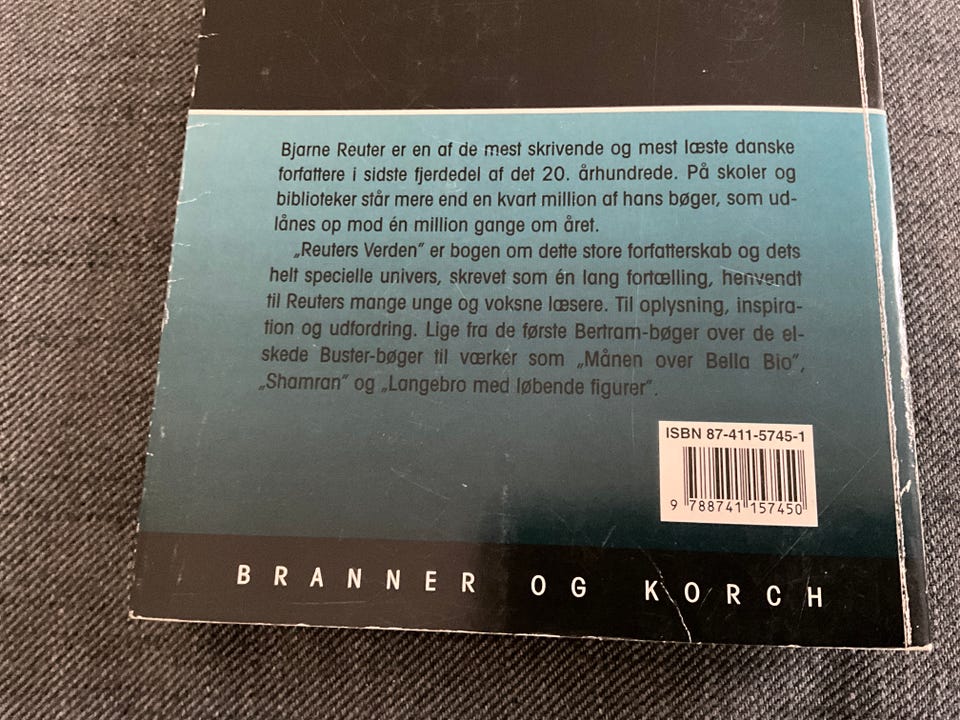 Bjarne Reuter er en af de mest skrivende og mest læste danske
forfattere i sidste fjerdedel af det 20. århundrede. På skoler og
biblioteker står mere end en kvart million af hans bøger, som ud-
lånes op mod én million gange om året.
„Reuters Verden" er bogen om dette store forfatterskab og dets
helt specielle univers, skrevet som én lang fortælling, henvendt
til Reuters mange unge og voksne læsere. Til oplysning, inspira-
tion og udfordring. Lige fra de første Bertram-bøger over de el-
skede Buster-bøger til værker som „Månen over Bella Bio",
„Shamran" og „Langebro med løbende figurer".
ISBN 87-411-5745-1
9 788741 157450
BRANNER OG KORCH